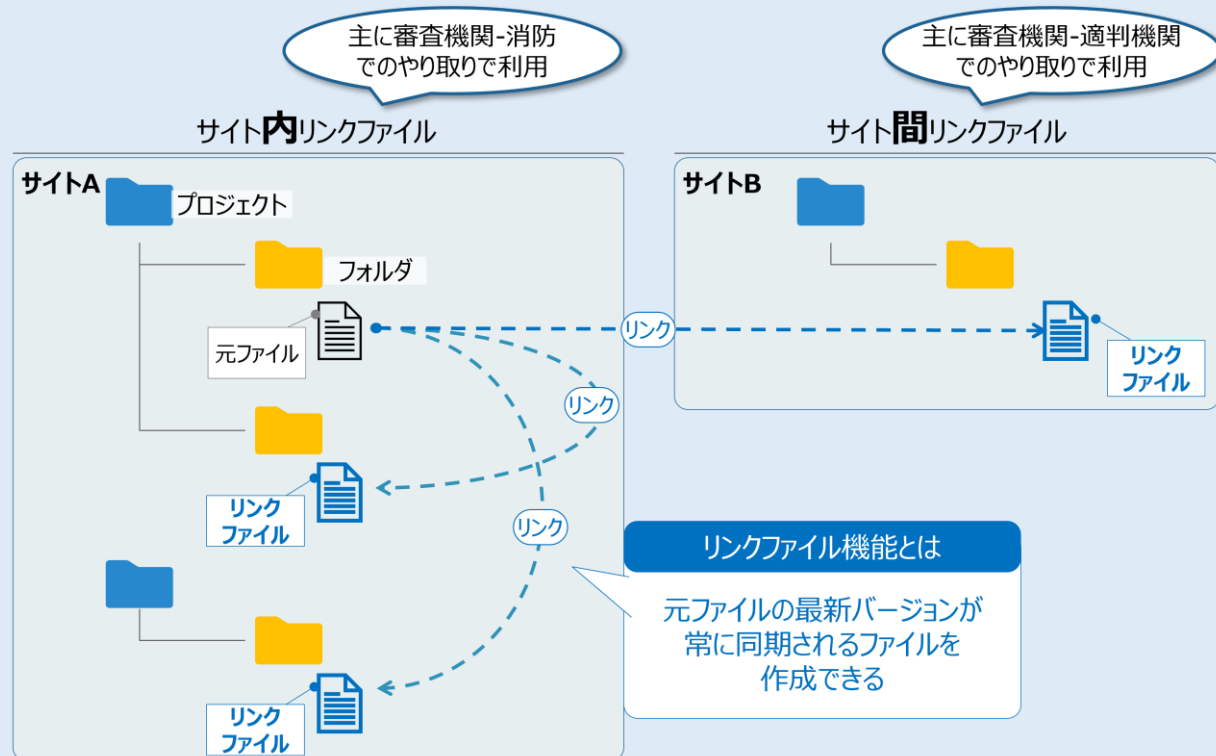 主に審査機関-消防
でのやり取りで利用
主に審査機関-適判機関
でのやり取りで利用
サイト内リンクファイル
サイト間リンクファイル
サイトA
プロジェクト
フォルダ
元ファイル
リンク
リンク
リンク
ファイル
リンク
リンク
ファイル
サイトB
リンク
ファイル
リンクファイル機能とは
元ファイルの最新バージョンが
常に同期されるファイルを
作成できる